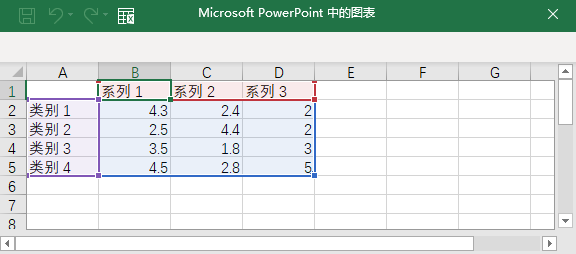 Microsoft PowerPoint 中的图表
A B C D E F G
1 系列 1 系列 2 系列 3
2 类别 1 4.3 2.4 2
3 类别 2 2.5 4.4 2
4 类别 3 3.5 1.8 3
5 类别 4 4.5 2.8 5
6
7
8